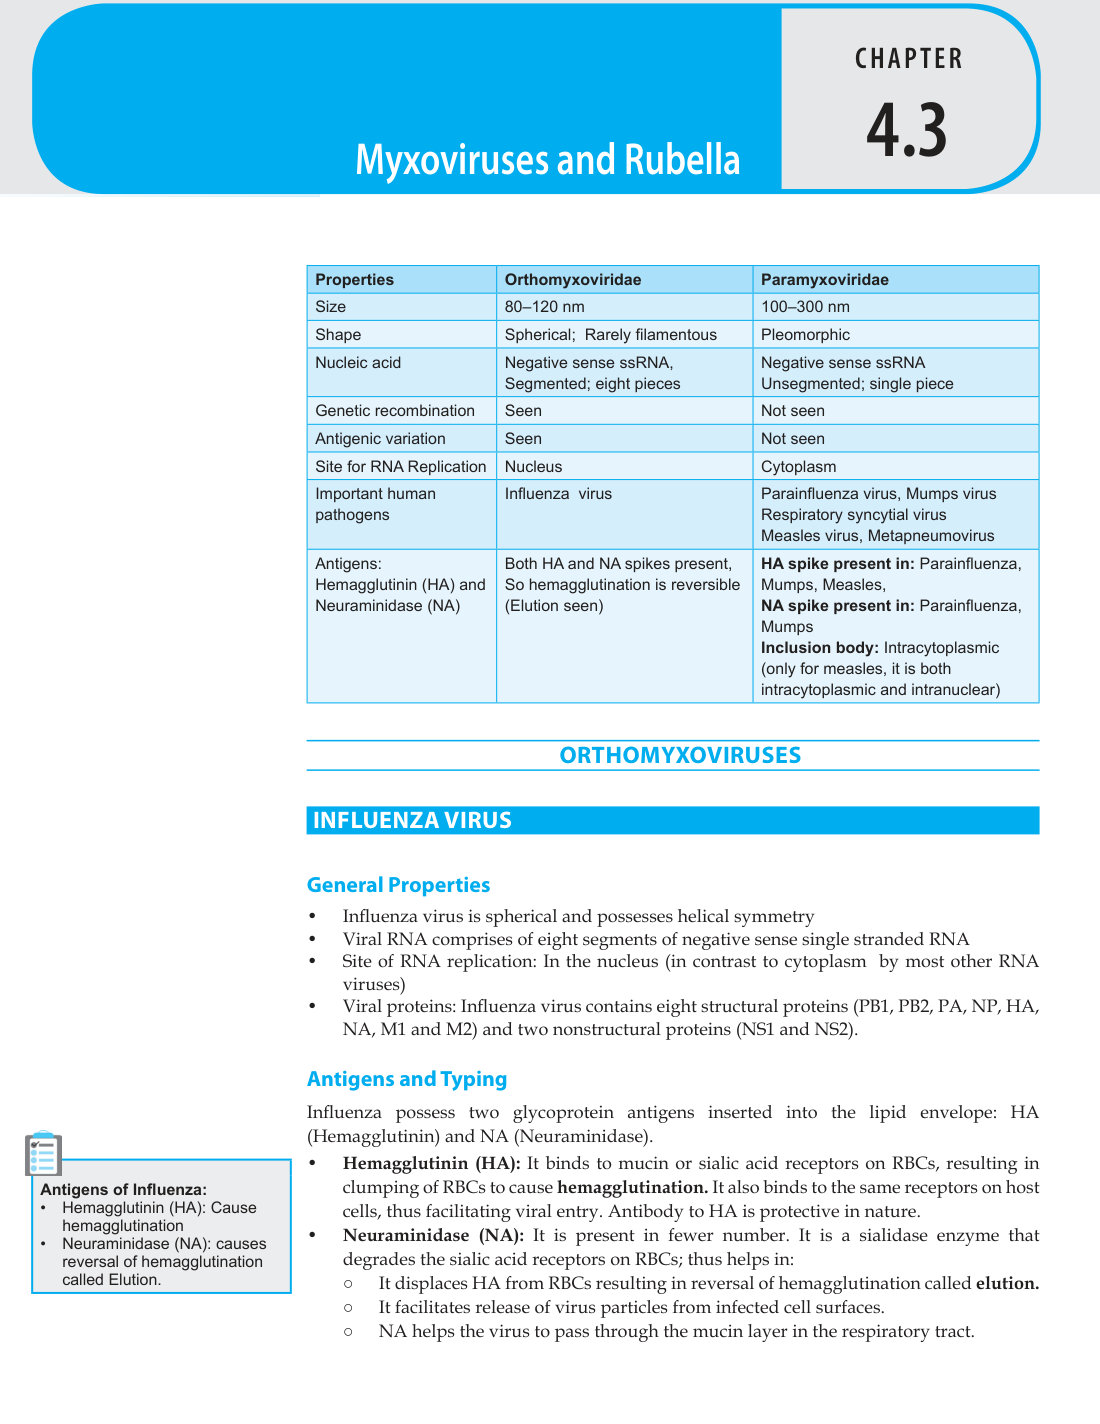 CHAPTER
4.3
Myxoviruses and Rubella
Properties Orthomyxoviridae Paramyxoviridae
Size 80–120 nm 100–300 nm
Shape Spherical; Rarely filamentous Pleomorphic
Nucleic acid Negative sense ssRNA, Negative sense ssRNA
Segmented; eight pieces Unsegmented; single piece
Genetic recombination Seen Not seen
Antigenic variation Seen Not seen
Site for RNA Replication Nucleus Cytoplasm
Important human Influenza virus Parainfluenza virus, Mumps virus
pathogens Respiratory syncytial virus
Measles virus, Metapneumovirus
Antigens: Both HA and NA spikes present, HA spike present in: Parainfluenza,
Hemagglutinin (HA) and So hemagglutination is reversible Mumps, Measles,
Neuraminidase (NA) (Elution seen) NA spike present in: Parainfluenza,
Mumps
Inclusion body: Intracytoplasmic
(only for measles, it is both
intracytoplasmic and intranuclear)
ORTHOMYXOVIRUSES
INFLUENZA VIRUS
General Properties
• Influenza virus is spherical and possesses helical symmetry
• Viral RNA comprises of eight segments of negative sense single stranded RNA
• Site of RNA replication: In the nucleus (in contrast to cytoplasm by most other RNA
viruses)
• Viral proteins: Influenza virus contains eight structural proteins (PB1, PB2, PA, NP, HA,
NA, M1 and M2) and two nonstructural proteins (NS1 and NS2).
Antigens and Typing
Influenza possess two glycoprotein antigens inserted into the lipid envelope: HA
(Hemagglutinin) and NA (Neuraminidase).
• Hemagglutinin (HA): It binds to mucin or sialic acid receptors on RBCs, resulting in
clumping of RBCs to cause hemagglutination. It also binds to the same receptors on host
cells, thus facilitating viral entry. Antibody to HA is protective in nature.
• Neuraminidase (NA): It is present in fewer number. It is a sialidase enzyme that
degrades the sialic acid receptors on RBCs; thus helps in:
○ It displaces HA from RBCs resulting in reversal of hemagglutination called elution.
○ It facilitates release of virus particles from infected cell surfaces.
○ NA helps the virus to pass through the mucin layer in the respiratory tract.
Antigens of Influenza:
• Hemagglutinin (HA): Cause
hemagglutination
• Neuraminidase (NA): causes
reversal of hemagglutination
called Elution.